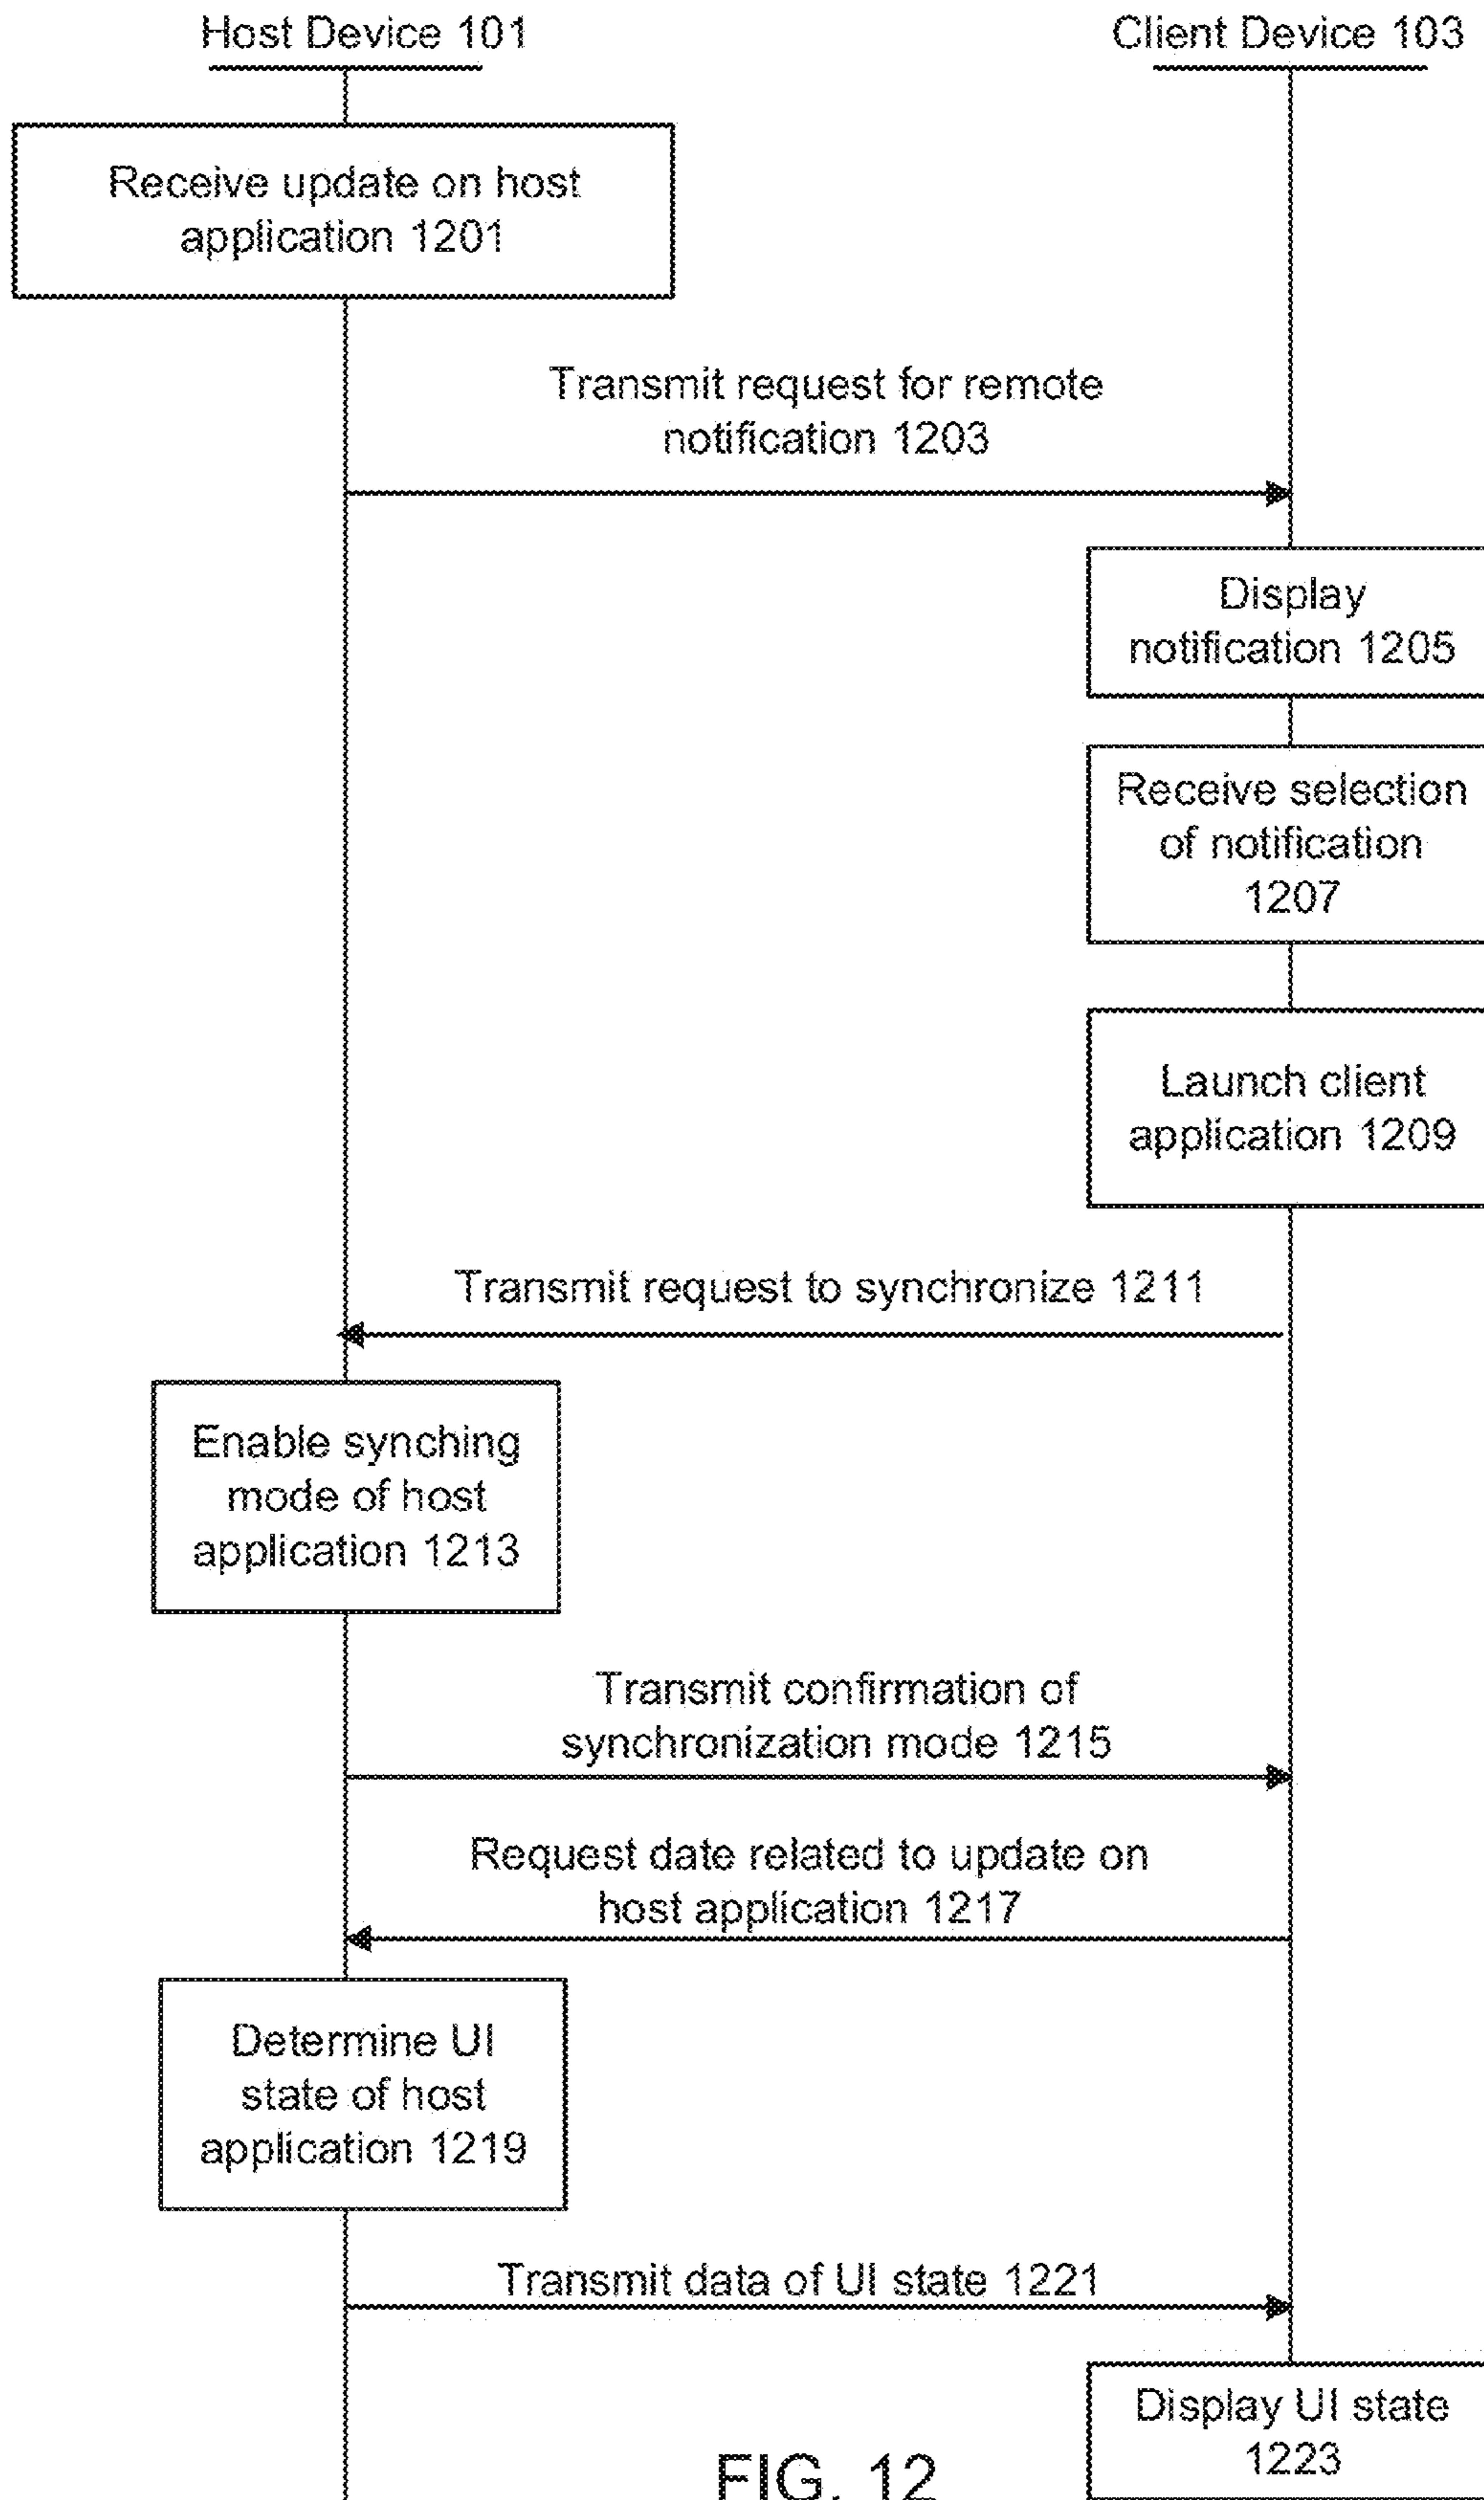 Host Device 101
Client Device 103
Receive update on host
application 1201
Transmit request for remote
notification 1203
Display
notification 1205
Receive selection
of notification
1207
Launch client
application 1209
Transmit request to synchronize 1211
Enable synching
mode of host
application 1213
Transmit confirmation of
synchronization mode 1215
Request date related to update on
host application 1217
Determine UI
state of host
application 1219
Transmit data of UI state 1221
Display UI state
1223
FIG. 12